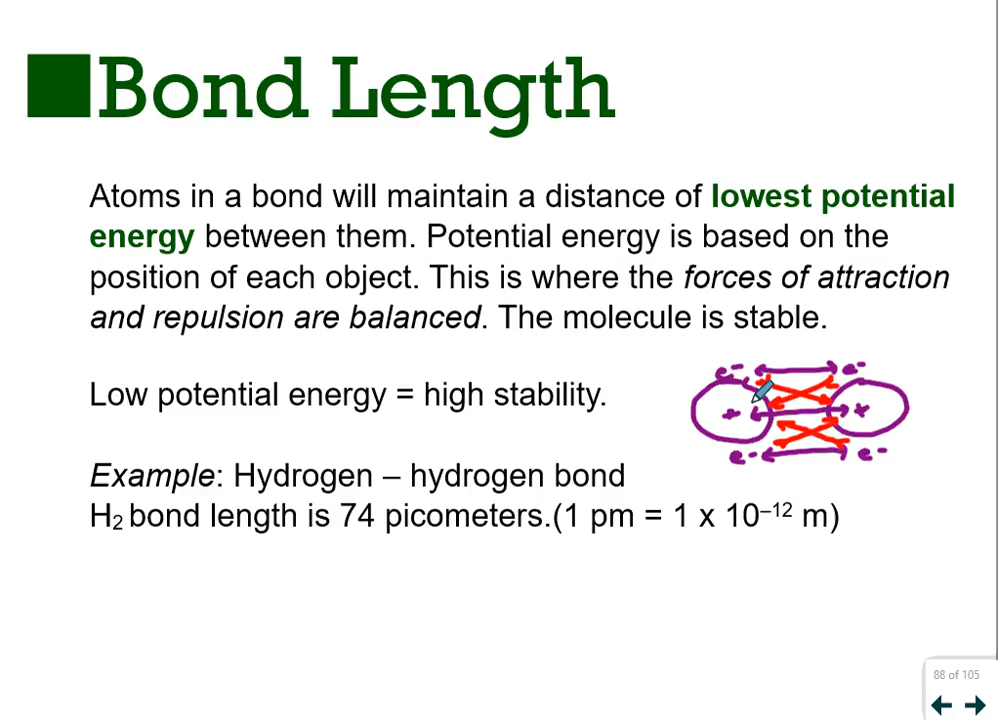 Bond Length
Atoms in a bond will maintain a distance of lowest potential
energy between them. Potential energy is based on the
position of each object. This is where the forces of attraction
and repulsion are balanced. The molecule is stable.
Low potential energy = high stability.
e- e-
+ +
e- e-
Example: Hydrogen – hydrogen bond
H₂ bond length is 74 picometers.(1 pm = 1 x 10⁻¹² m)
88 of 105